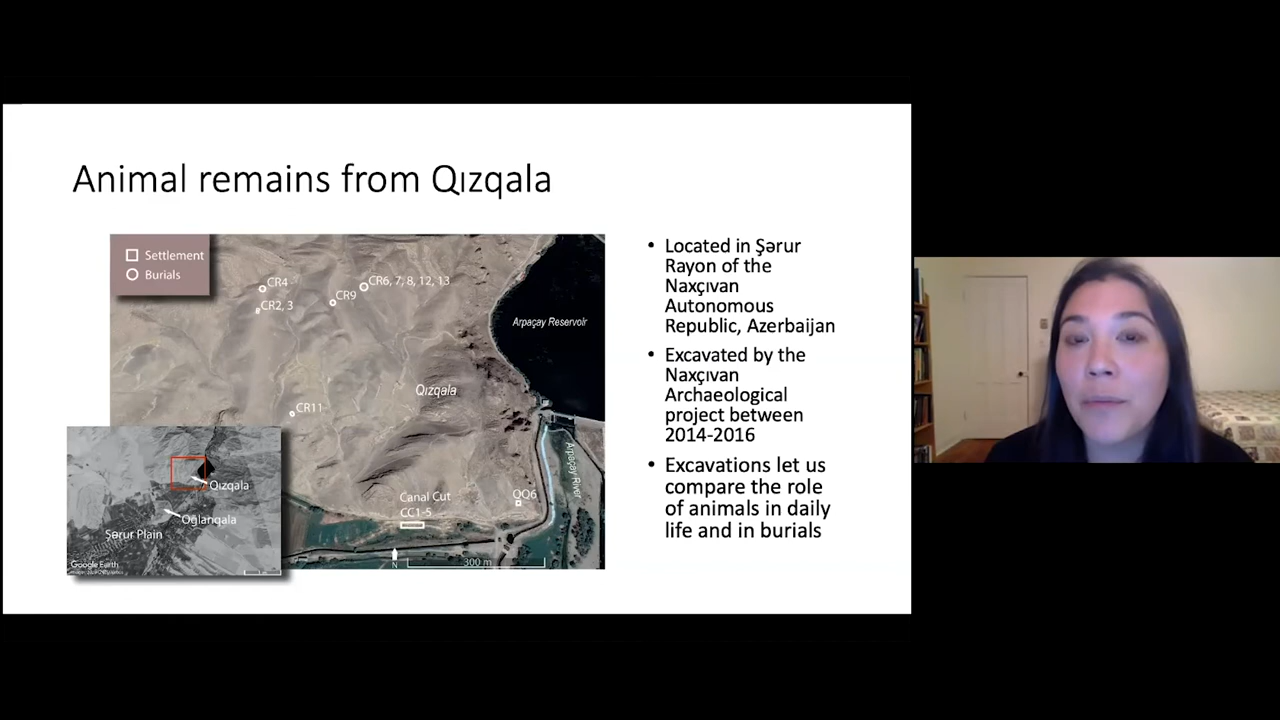 Animal remains from Qızqala
Settlement
Burials
CR4
CR2, 3
CR9
CR6, 7, 8, 12, 13
Arpaçay Reservoir
Qızqala
CR11
Canal Cut
CC1-5
QQ6
Arpaçay River
N
300 m
Qızqala
Oğlanqala
Şərur Plain
Google Earth
• Located in Şərur
Rayon of the
Naxçıvan
Autonomous
Republic, Azerbaijan
• Excavated by the
Naxçıvan
Archaeological
project between
2014-2016
• Excavations let us
compare the role
of animals in daily
life and in burials